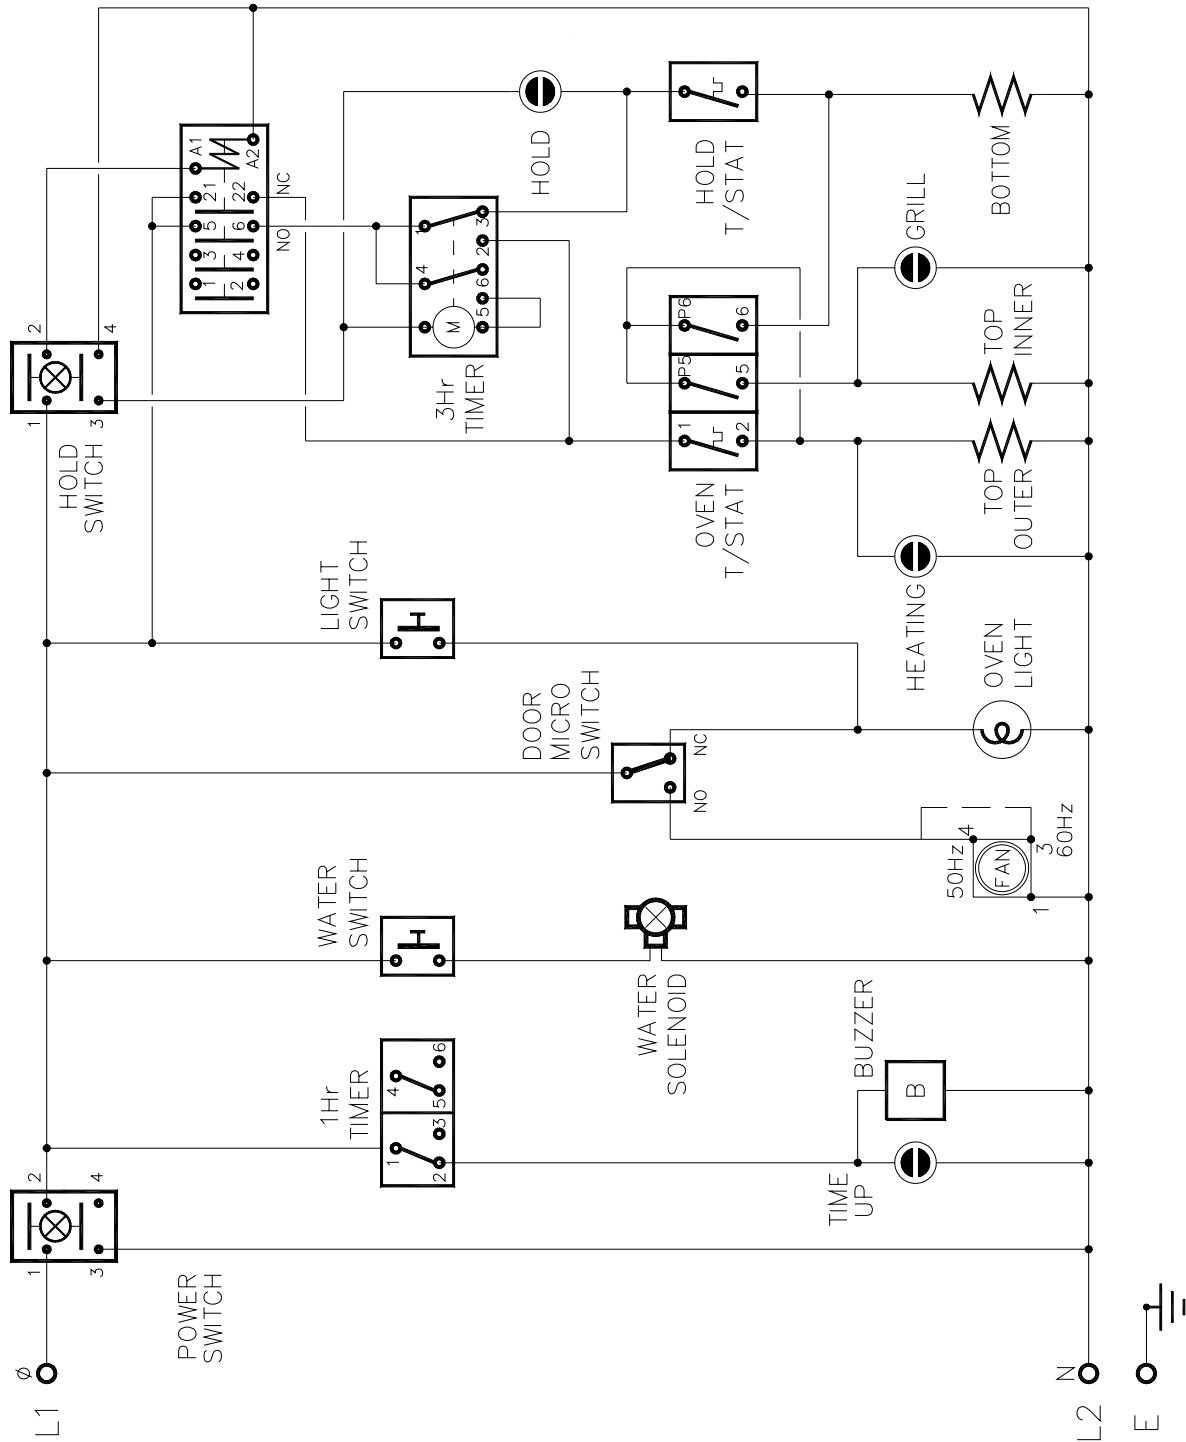 L1
Ø
L2
N
E
POWER
SWITCH
1
2
3
4
1Hr
TIMER
1
2
3
4
5
6
TIME
UP
BUZZER
B
WATER
SWITCH
WATER
SOLENOID
DOOR
MICRO
SWITCH
NO
NC
50Hz
4
FAN
3
60Hz
1
LIGHT
SWITCH
OVEN
LIGHT
HEATING
HOLD
SWITCH
1
2
3
4
1
3
5
21
A1
2
4
6
22
A2
NO
NC
3Hr
TIMER
M
4
1
5
6
2
3
OVEN
T/STAT
1
P5
P6
2
5
6
TOP
OUTER
TOP
INNER
GRILL
HOLD
HOLD
T/STAT
BOTTOM